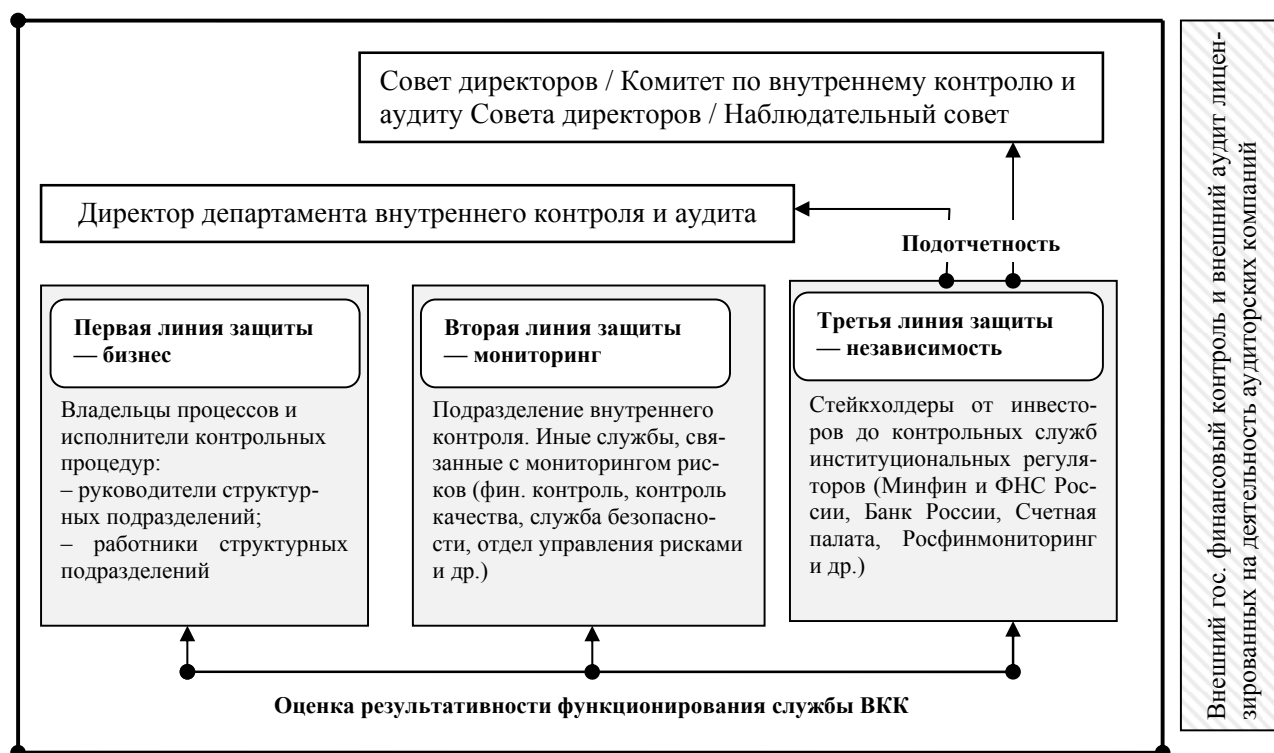 Совет директоров / Комитет по внутреннему контролю и
аудиту Совета директоров / Наблюдательный совет
Директор департамента внутреннего контроля и аудита
Подотчетность
Первая линия защиты
— бизнес
Владельцы процессов и
исполнители контрольных
процедур:
– руководители структур-
ных подразделений;
– работники структурных
подразделений
Вторая линия защиты
— мониторинг
Подразделение внутреннего
контроля. Иные службы, свя-
занные с мониторингом рис-
ков (фин. контроль, контроль
качества, служба безопасно-
сти, отдел управления рисками
и др.)
Третья линия защиты
— независимость
Стейкхолдеры от инвесто-
ров до контрольных служб
институциональных регуля-
торов (Минфин и ФНС Рос-
сии, Банк России, Счетная
палата, Росфинмониторинг
и др.)
Оценка результативности функционирования службы ВКК
Внешний гос. финансовый контроль и внешний аудит лицен-
зированных на деятельность аудиторских компаний